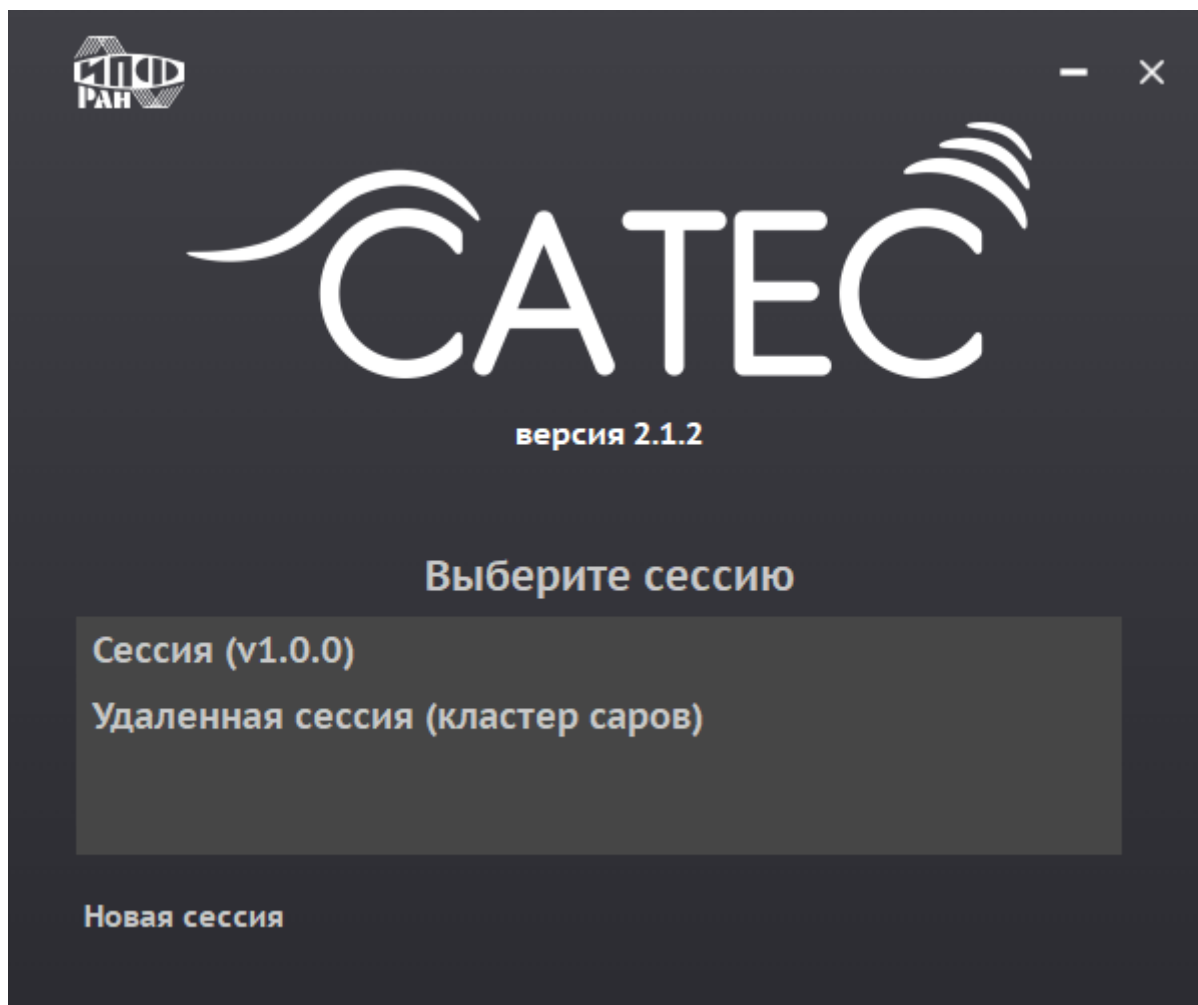 ИПФ
РАН
CATEC
версия 2.1.2
Выберите сессию
Сессия (v1.0.0)
Удаленная сессия (кластер саров)
Новая сессия